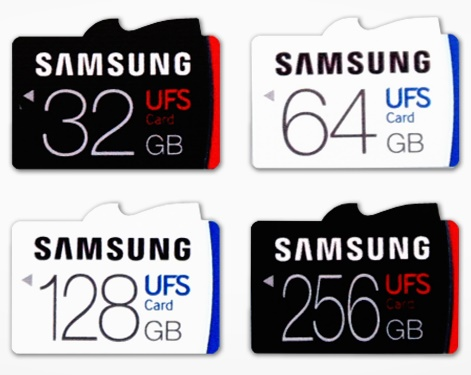 SAMSUNG
32 UFS
Card
GB
SAMSUNG
64 UFS
Card
GB
SAMSUNG
128 UFS
Card
GB
SAMSUNG
256 UFS
Card
GB